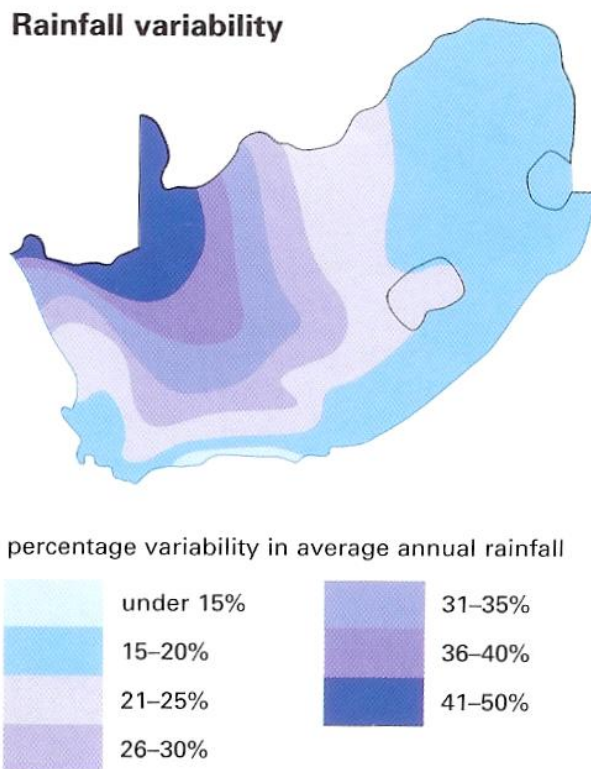 Rainfall variability
percentage variability in average annual rainfall
under 15%
15–20%
21–25%
26–30%
31–35%
36–40%
41–50%